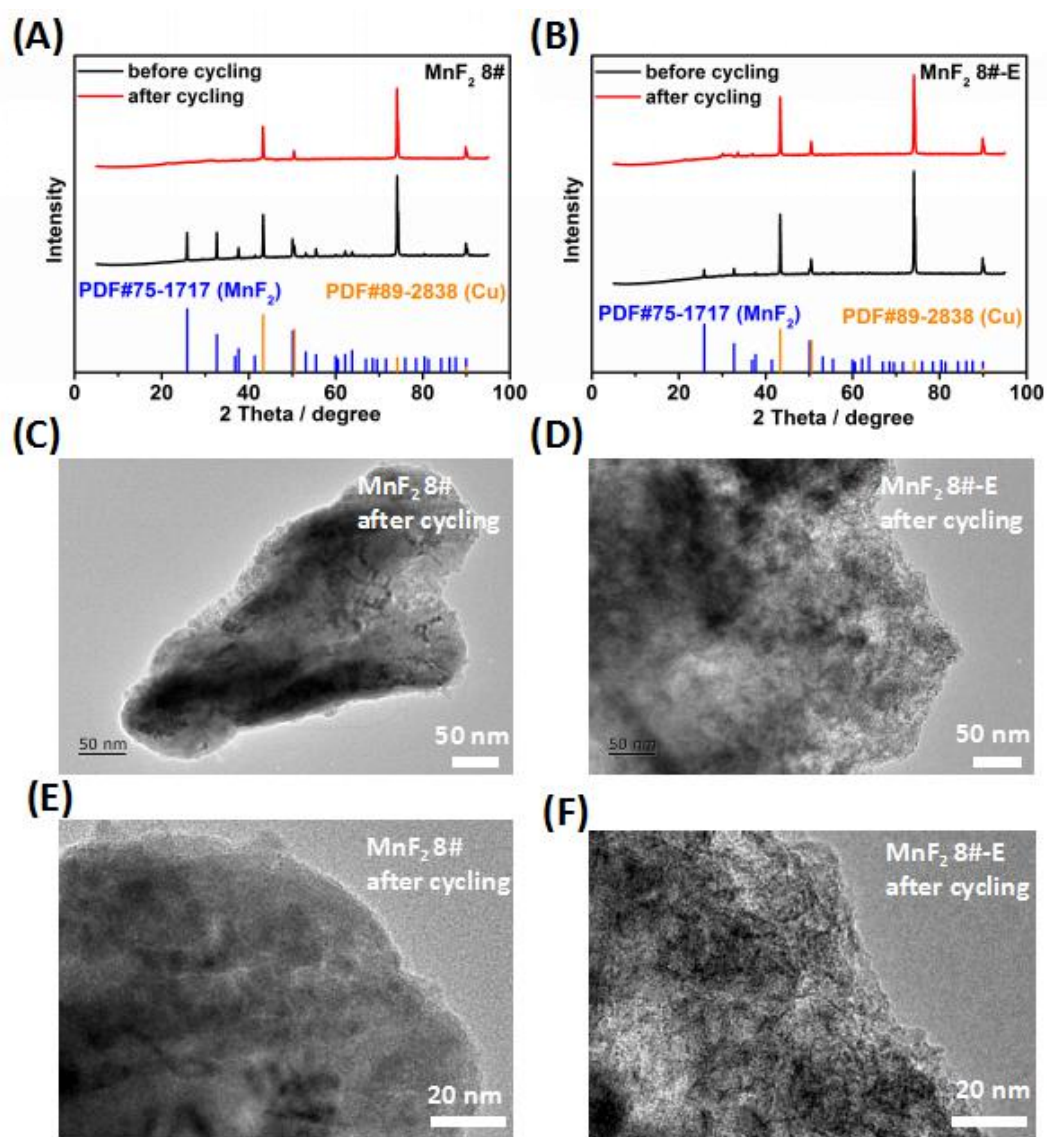 (A)
before cycling
after cycling
MnF₂ 8#
Intensity
PDF#75-1717 (MnF₂)
PDF#89-2838 (Cu)
0 20 40 60 80 100
2 Theta / degree
(B)
before cycling
after cycling
MnF₂ 8#-E
Intensity
PDF#75-1717 (MnF₂)
PDF#89-2838 (Cu)
0 20 40 60 80 100
2 Theta / degree
(C)
MnF₂ 8#
after cycling
50 nm
50 nm
(D)
MnF₂ 8#-E
after cycling
50 nm
50 nm
(E)
MnF₂ 8#
after cycling
20 nm
(F)
MnF₂ 8#-E
after cycling
20 nm